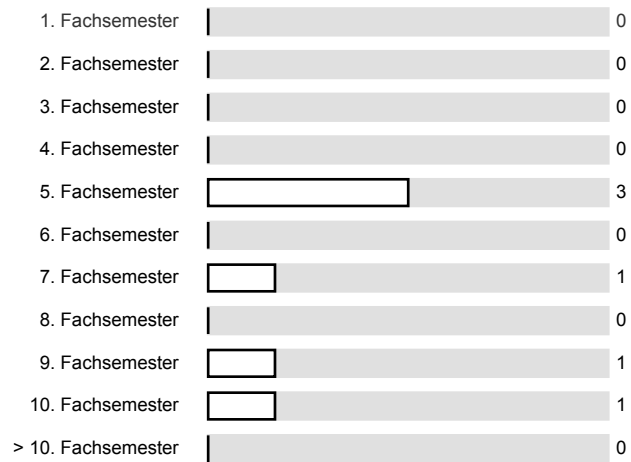 1. Fachsemester 0
2. Fachsemester 0
3. Fachsemester 0
4. Fachsemester 0
5. Fachsemester 3
6. Fachsemester 0
7. Fachsemester 1
8. Fachsemester 0
9. Fachsemester 1
10. Fachsemester 1
> 10. Fachsemester 0